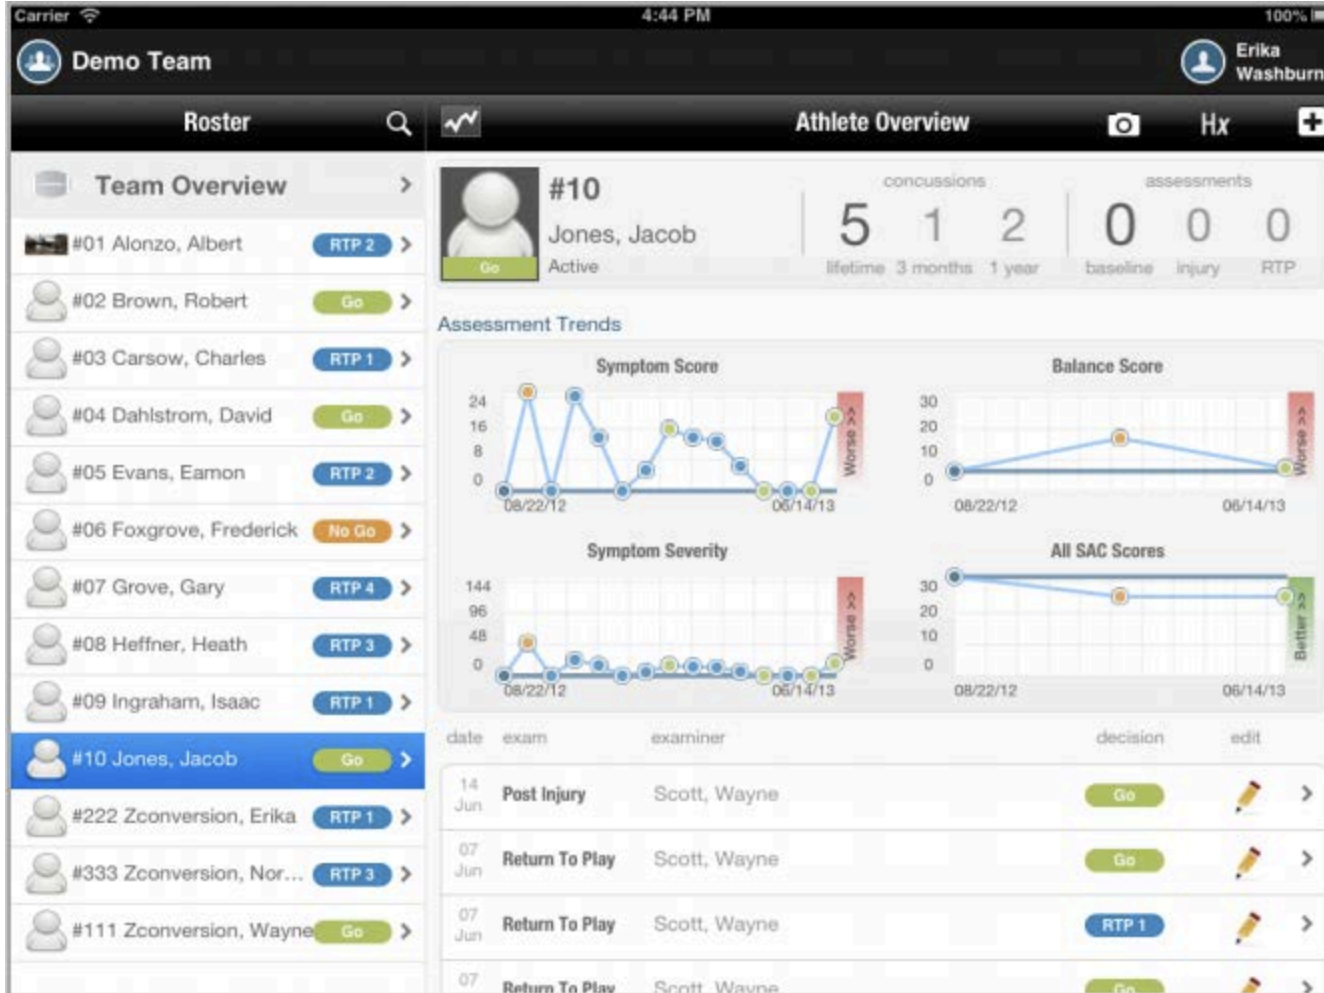 Carrier 4:44 PM 100%
Demo Team
Erika
Washburn
Roster
Athlete Overview Hx
Team Overview
#01 Alonzo, Albert RTP 2
#02 Brown, Robert Go
#03 Carsow, Charles RTP 1
#04 Dahlstrom, David Go
#05 Evans, Eamon RTP 2
#06 Foxgrove, Frederick No Go
#07 Grove, Gary RTP 4
#08 Heffner, Heath RTP 3
#09 Ingraham, Isaac RTP 1
#10 Jones, Jacob Go
#222 Zconversion, Erika RTP 1
#333 Zconversion, Nor... RTP 3
#111 Zconversion, Wayne Go
Go
#10
Jones, Jacob
Active
concussions
5 1 2
lifetime 3 months 1 year
assessments
0 0 0
baseline injury RTP
Assessment Trends
Symptom Score
24
16
8
0
08/22/12 06/14/13
Worse >>
Balance Score
30
20
10
0
08/22/12 06/14/13
Worse >>
Symptom Severity
144
96
48
0
08/22/12 06/14/13
Worse >>
All SAC Scores
30
20
10
0
08/22/12 06/14/13
Better >>
date exam examiner decision edit
14 Jun Post Injury Scott, Wayne Go
07 Jun Return To Play Scott, Wayne Go
07 Jun Return To Play Scott, Wayne RTP 1
07 Return To Play Scott, Wayne Go